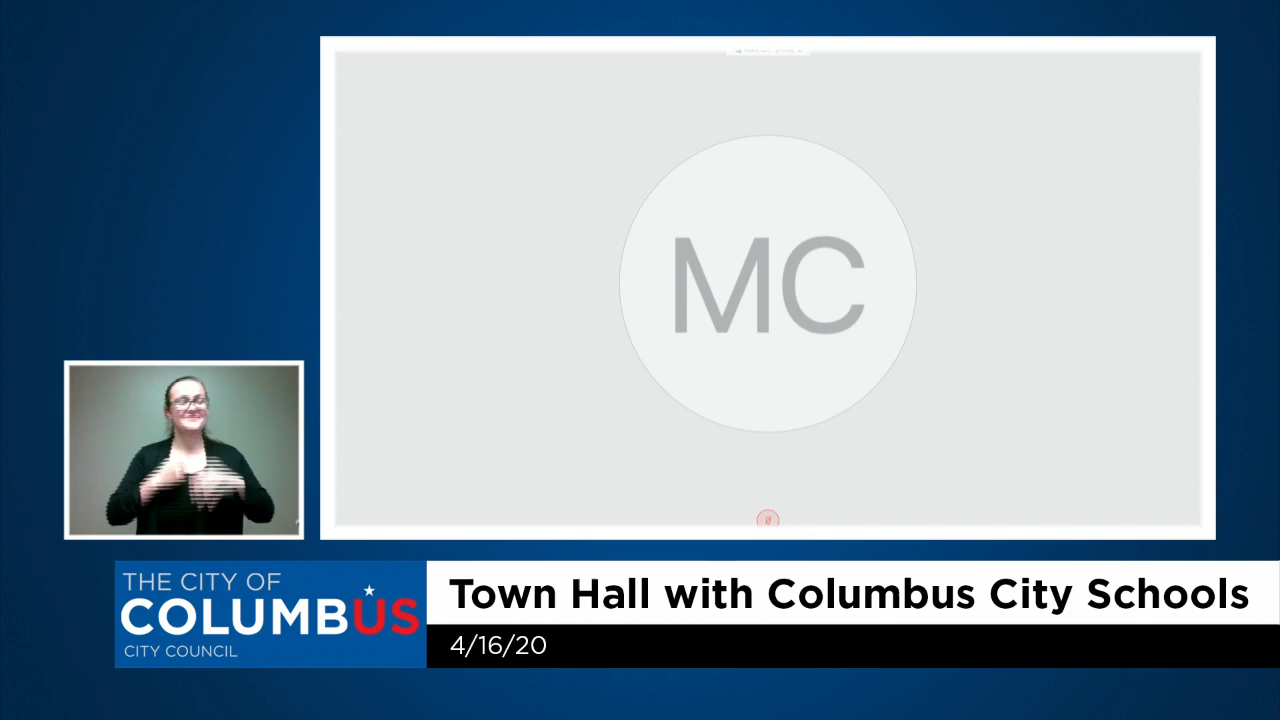 MC
THE CITY OF
COLUMBUS
CITY COUNCIL
Town Hall with Columbus City Schools
4/16/20